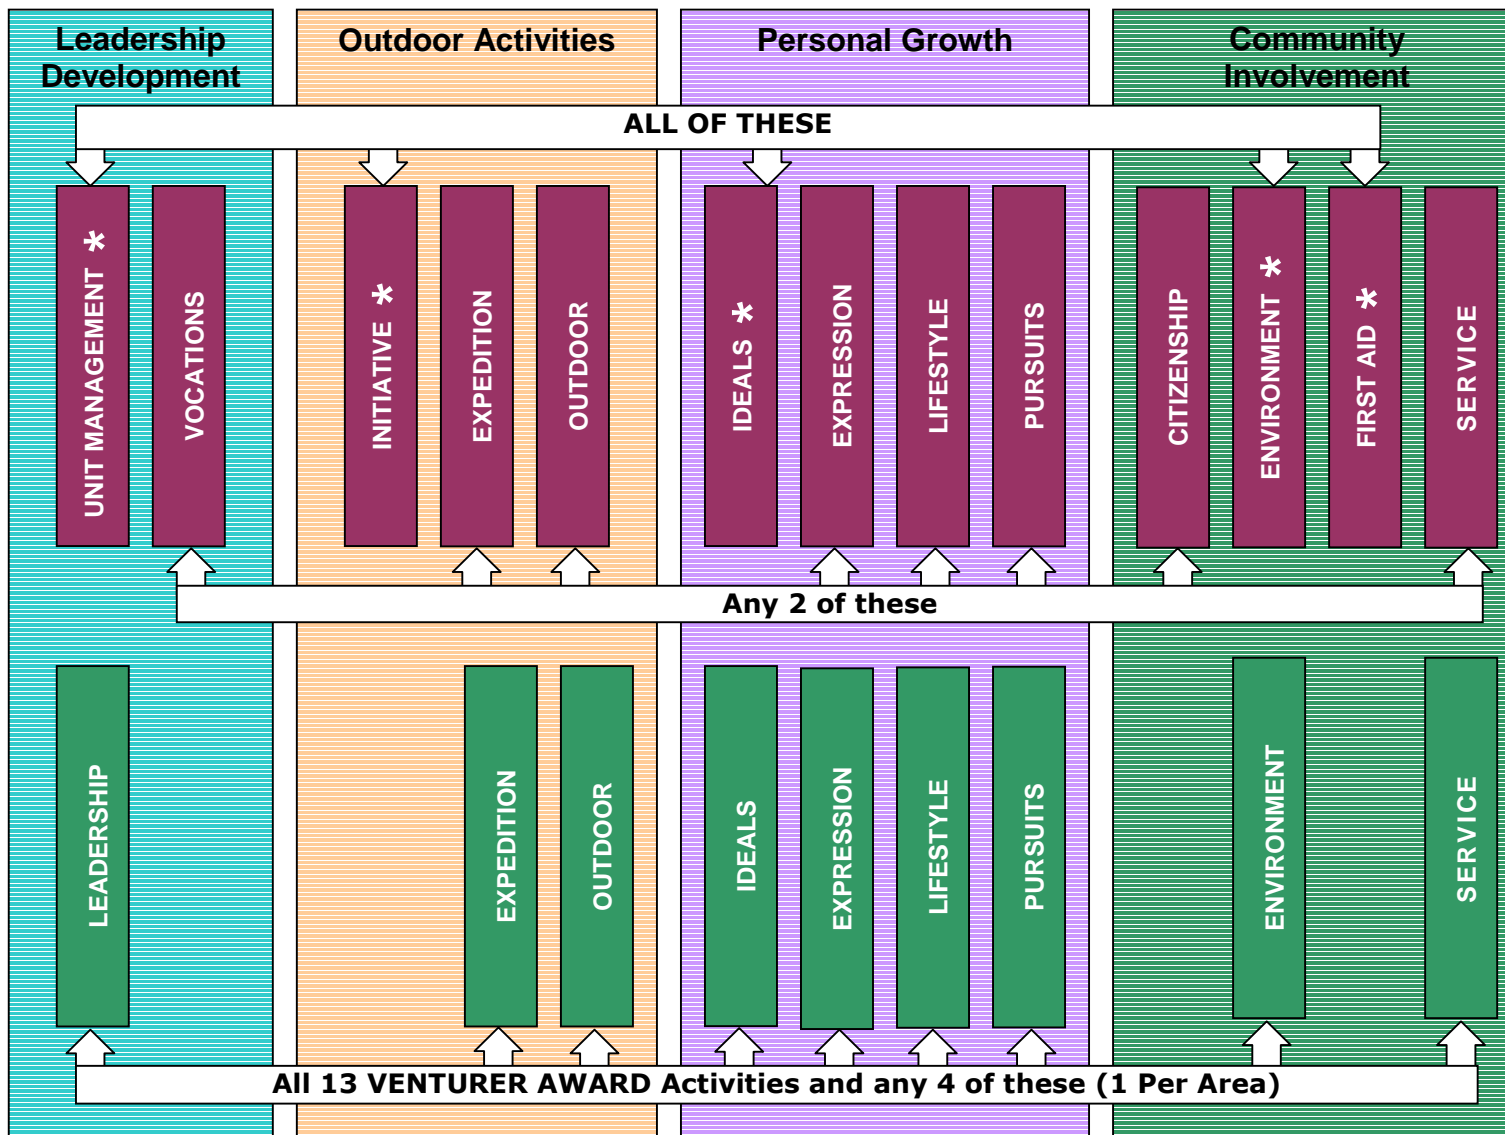 Leadership
Development
Outdoor Activities
Personal Growth
Community
Involvement
ALL OF THESE
UNIT MANAGEMENT *
VOCATIONS
INITIATIVE *
EXPEDITION
OUTDOOR
IDEALS *
EXPRESSION
LIFESTYLE
PURSUITS
CITIZENSHIP
ENVIRONMENT *
FIRST AID *
SERVICE
Any 2 of these
LEADERSHIP
EXPEDITION
OUTDOOR
IDEALS
EXPRESSION
LIFESTYLE
PURSUITS
ENVIRONMENT
SERVICE
All 13 VENTURER AWARD Activities and any 4 of these (1 Per Area)